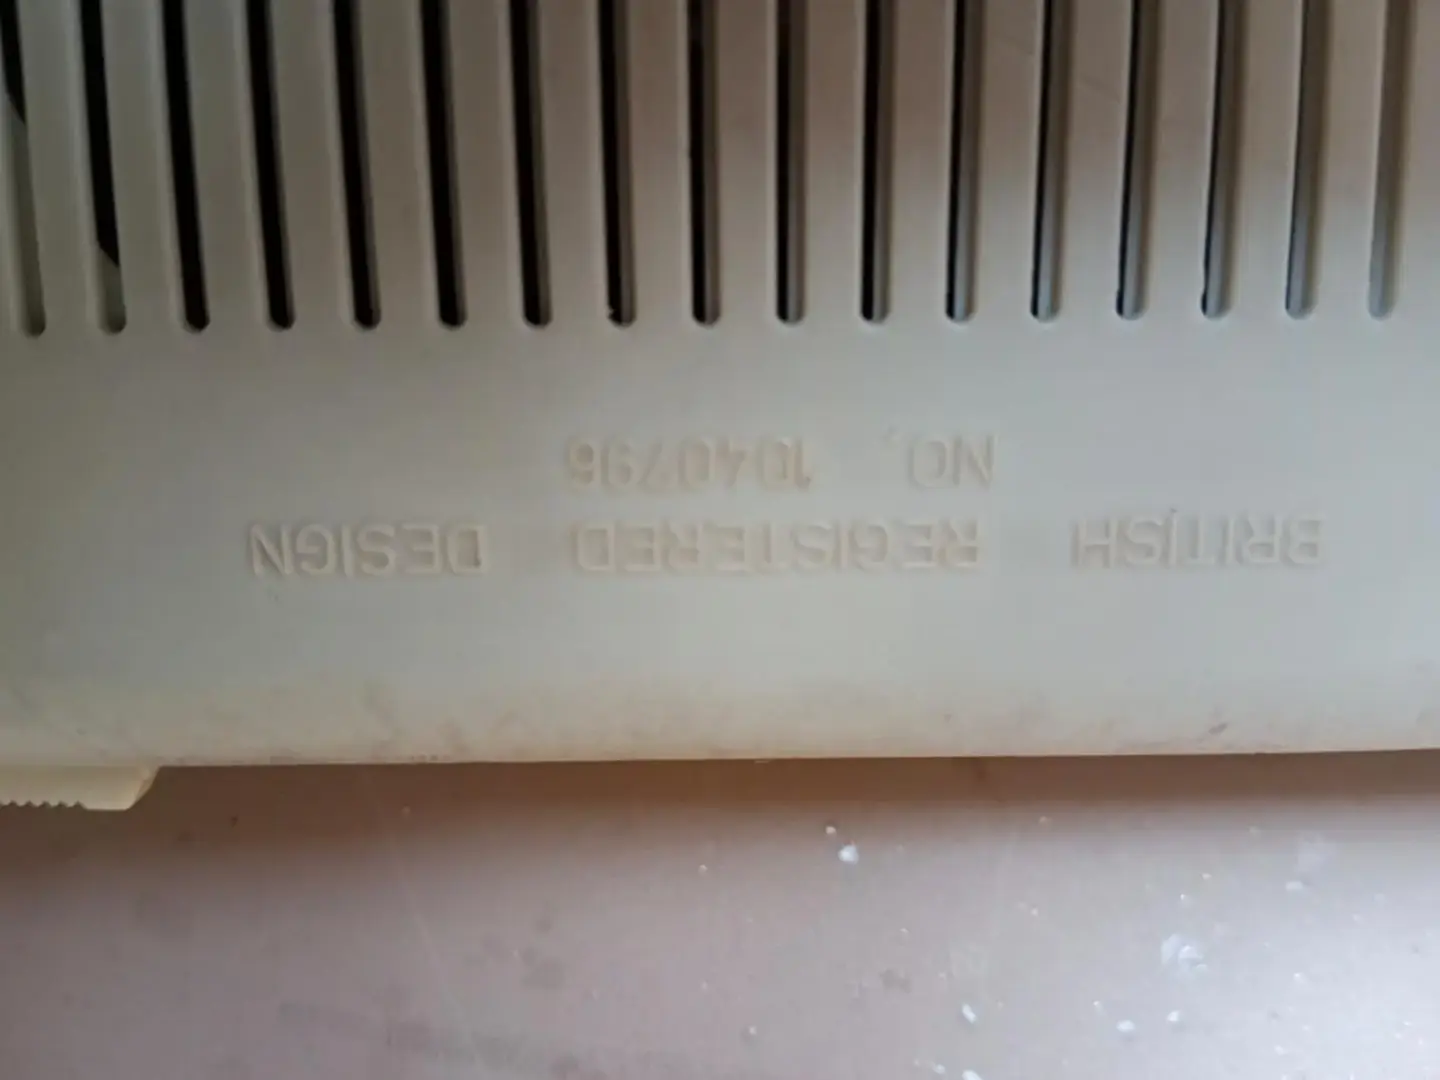 BRITISH REGISTERED DESIGN
NO. 1040796